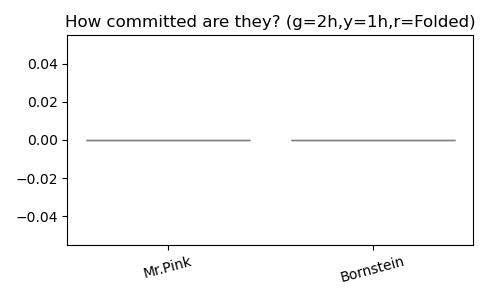 How committed are they? (g=2h,y=1h,r=Folded)
0.04
0.02
0.00
−0.02
−0.04
Mr.Pink
Bornstein